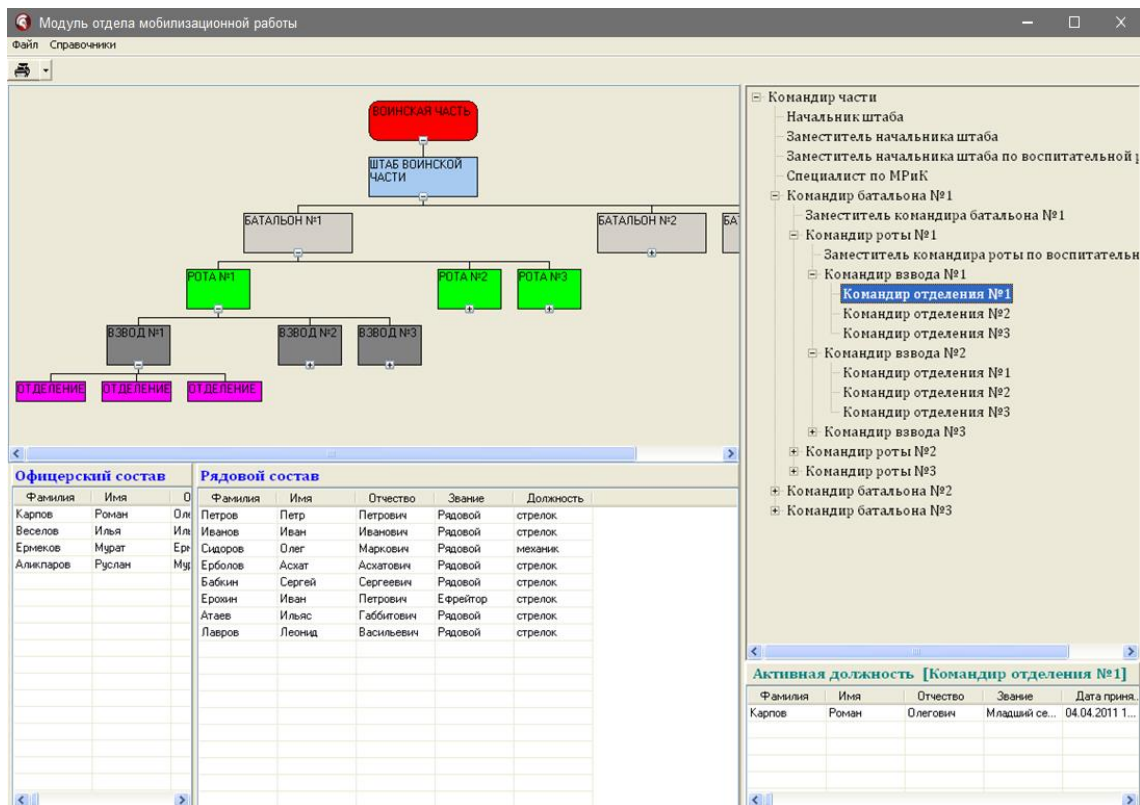 Модуль отдела мобилизационной работы
Файл Справочники
ВОИНСКАЯ ЧАСТЬ
ШТАБ ВОИНСКОЙ
ЧАСТИ
БАТАЛЬОН №1
БАТАЛЬОН №2
РОТА №1
РОТА №2
РОТА №3
ВЗВОД №1
ВЗВОД №2
ВЗВОД №3
ОТДЕЛЕНИЕ ОТДЕЛЕНИЕ ОТДЕЛЕНИЕ
Командир части
Начальник штаба
Заместитель начальника штаба
Заместитель начальника штаба по воспитательной
Специалист по МРиК
Командир батальона №1
Заместитель командира батальона №1
Командир роты №1
Заместитель командира роты по
Командир взвода №1
Командир отделения №1
Командир отделения №2
Командир отделения №3
Командир взвода №2
Командир отделения №1
Командир отделения №2
Командир отделения №3
Командир взвода №3
Командир роты №2
Командир роты №3
Командир батальона №2
Командир батальона №3
Офицерский состав
Фамилия Имя
Карпов Роман
Веселов Илья
Ермеков Мурат
Аликпаров Руслан
Рядовой состав
Фамилия Имя Отчество Звание Должность
Петров Петр Петрович Рядовой стрелок
Иванов Иван Иванович Рядовой стрелок
Сидоров Олег Маркович Рядовой механик
Ерболов Асхат Асхатович Рядовой стрелок
Бабкин Сергей Сергеевич Рядовой стрелок
Ерохин Иван Петрович Ефрейтор стрелок
Атаев Ильяс Габбитович Рядовой стрелок
Лавров Леонид Васильевич Рядовой стрелок
Активная должность [Командир отделения №1]
Фамилия Имя Отчество Звание Дата приня...
Карпов Роман Олегович Младший се... 04.04.2011 1...